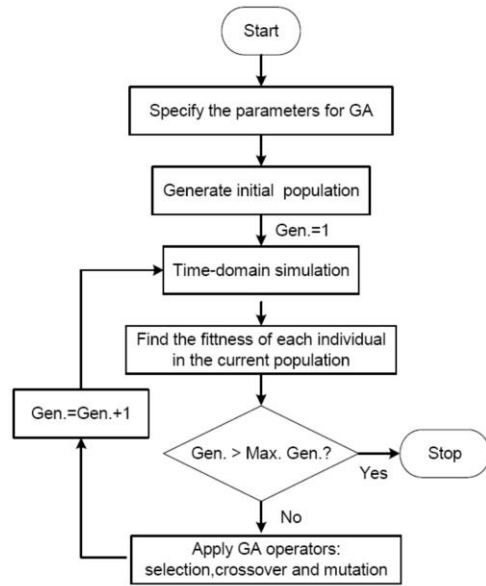 Start
Specify the parameters for GA
Generate initial population
Gen.=1
Time-domain simulation
Find the fittness of each individual
in the current population
Gen.=Gen.+1
Gen. > Max. Gen.?
Yes
Stop
No
Apply GA operators:
selection,crossover and mutation